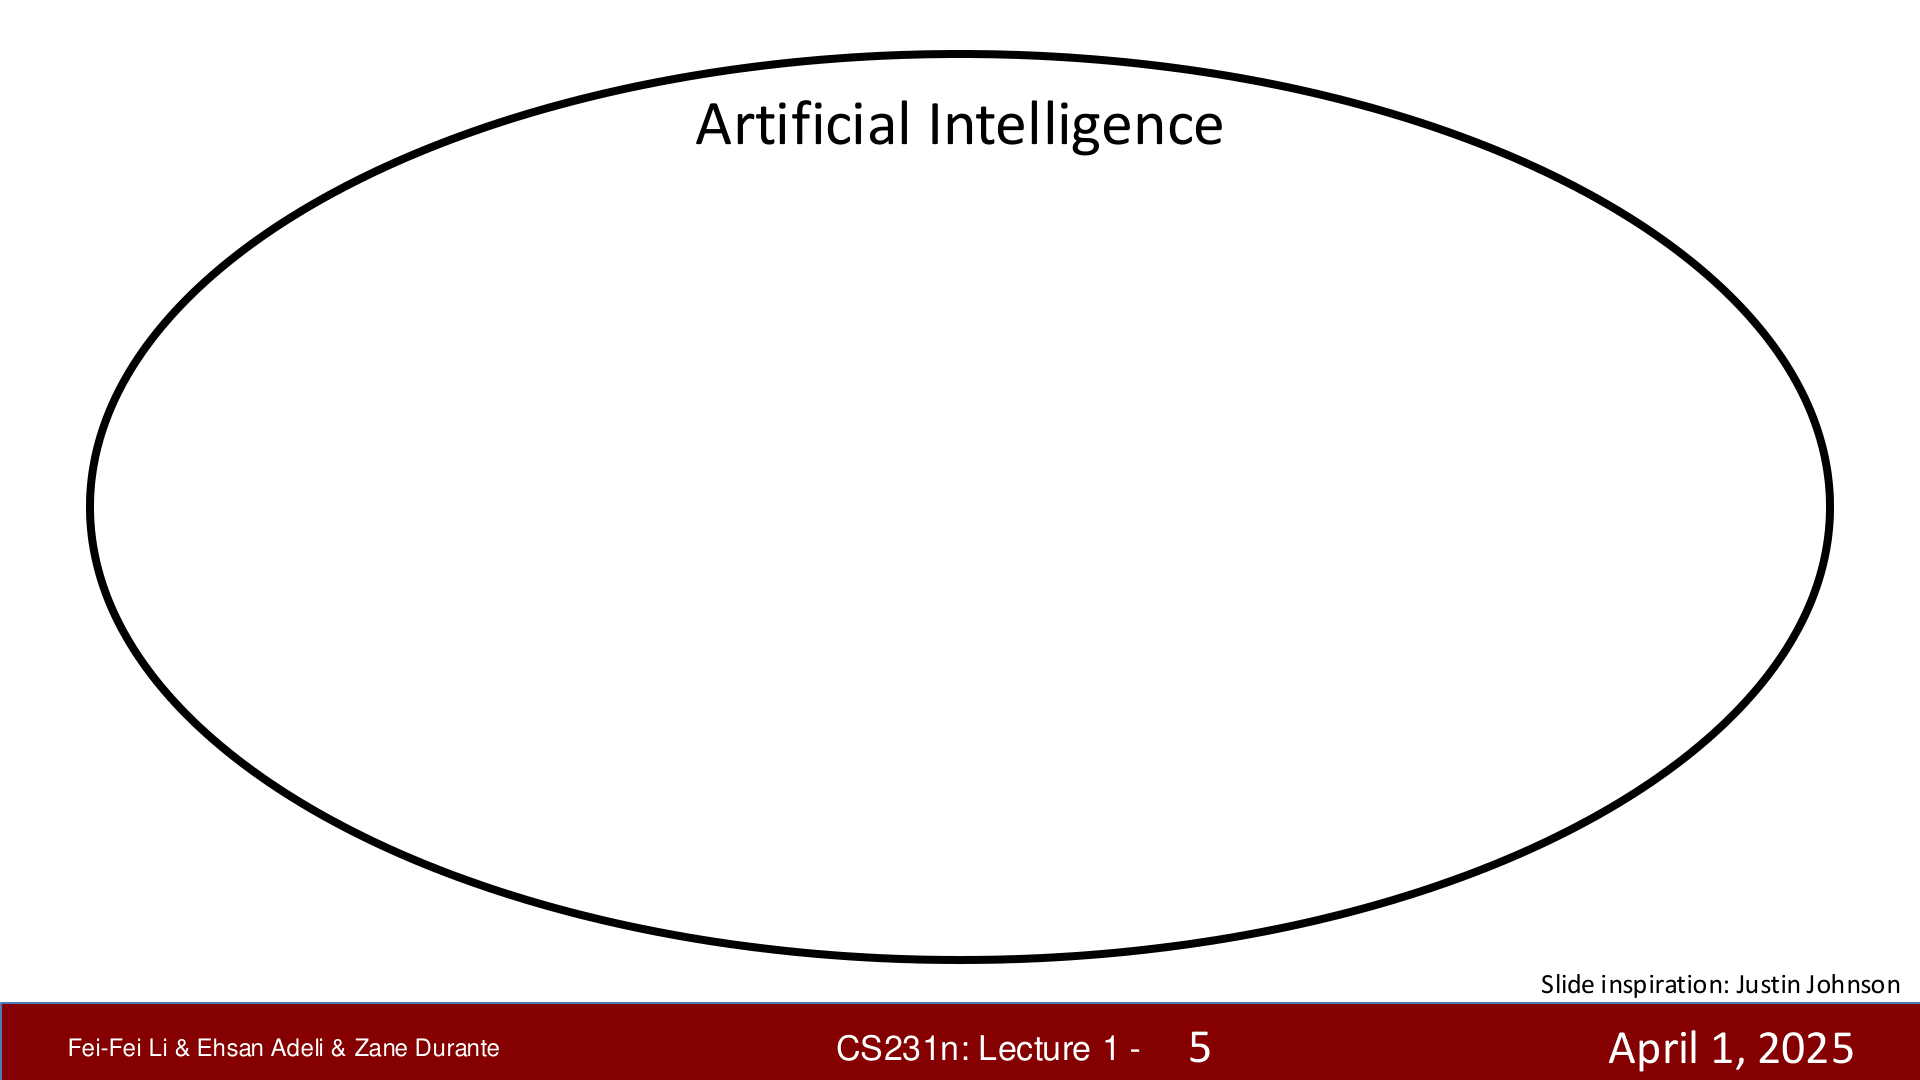 Artificial Intelligence
Slide inspiration: Justin Johnson
Fei-Fei Li & Ehsan Adeli & Zane Durante
CS231n: Lecture 1 - 5
April 1, 2025